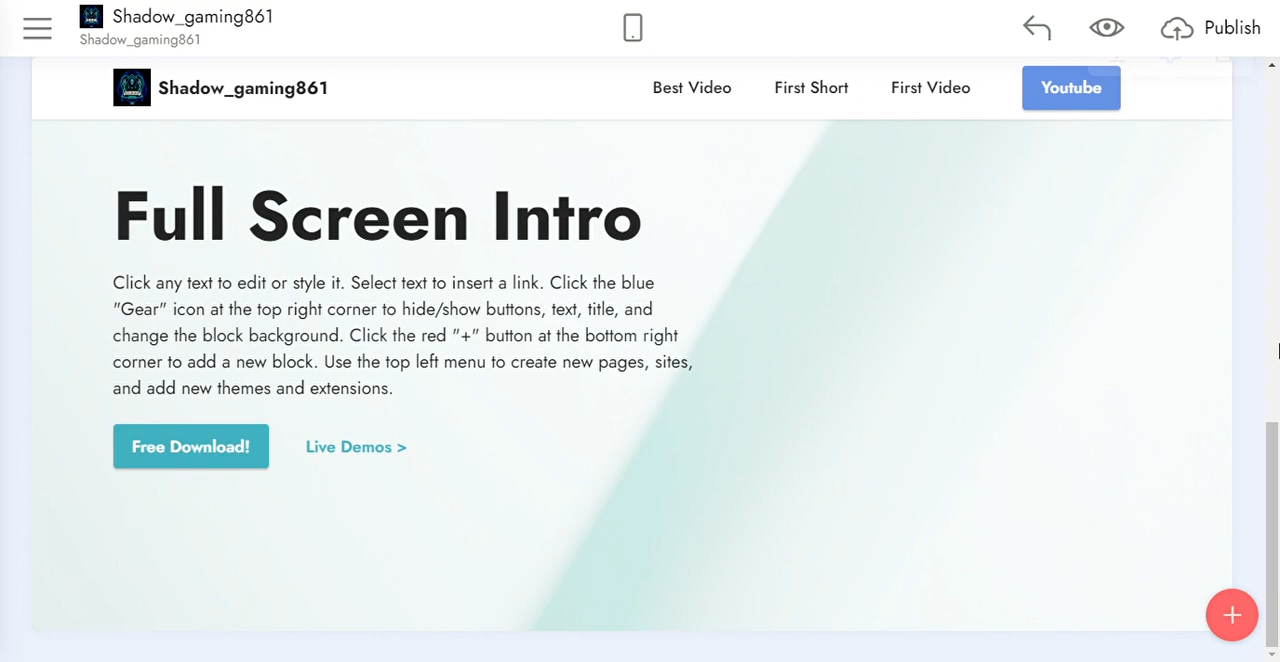 Shadow_gaming861
Shadow_gaming861
Publish
Shadow_gaming861
Best Video
First Short
First Video
Youtube
Full Screen Intro
Click any text to edit or style it. Select text to insert a link. Click the blue
"Gear" icon at the top right corner to hide/show buttons, text, title, and
change the block background. Click the red "+" button at the bottom right
corner to add a new block. Use the top left menu to create new pages, sites,
and add new themes and extensions.
Free Download!
Live Demos >